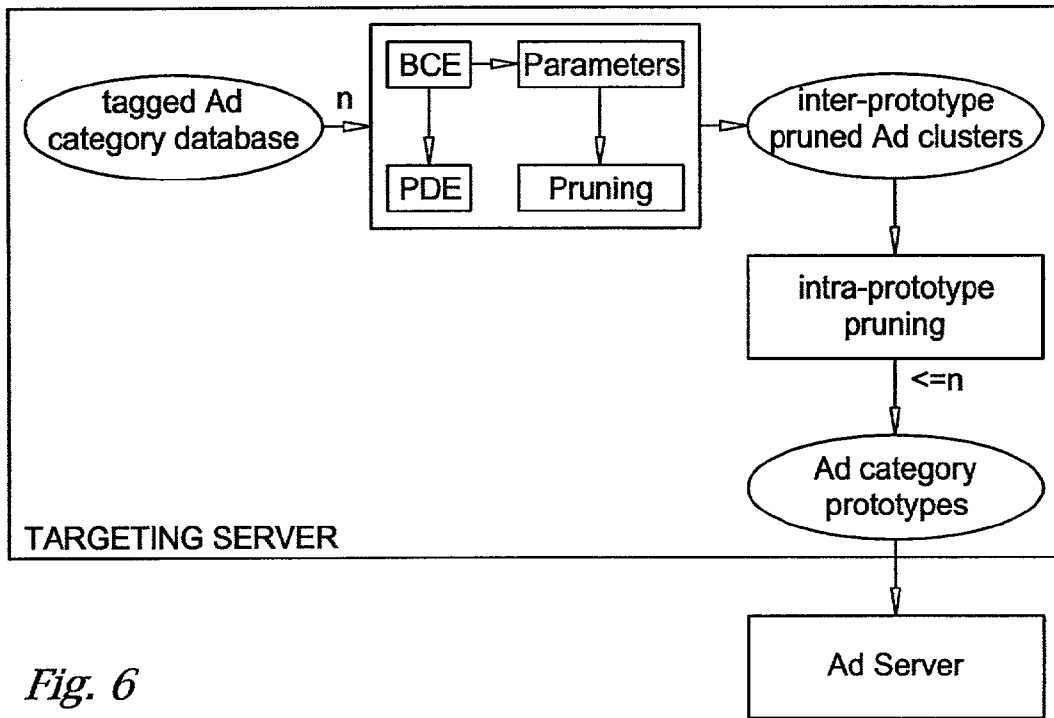 tagged Ad
category database
n
BCE
Parameters
PDE
Pruning
inter-prototype
pruned Ad clusters
intra-prototype
pruning
<=n
Ad category
prototypes
TARGETING SERVER
Ad Server
Fig. 6